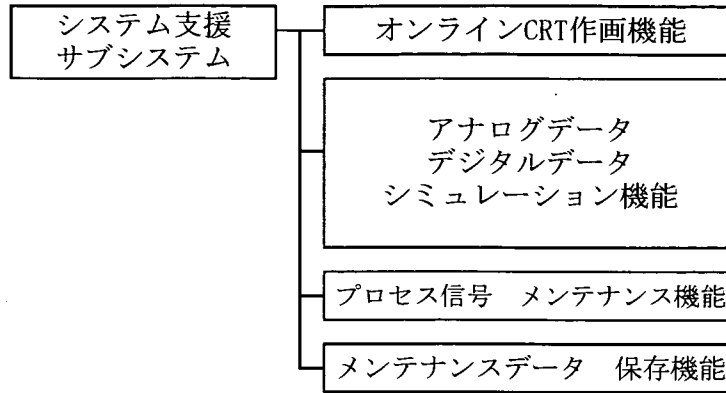 システム支援
サブシステム
オンラインCRT作画機能
アナログデータ
デジタルデータ
シミュレーション機能
プロセス信号　メンテナンス機能
メンテナンスデータ　保存機能